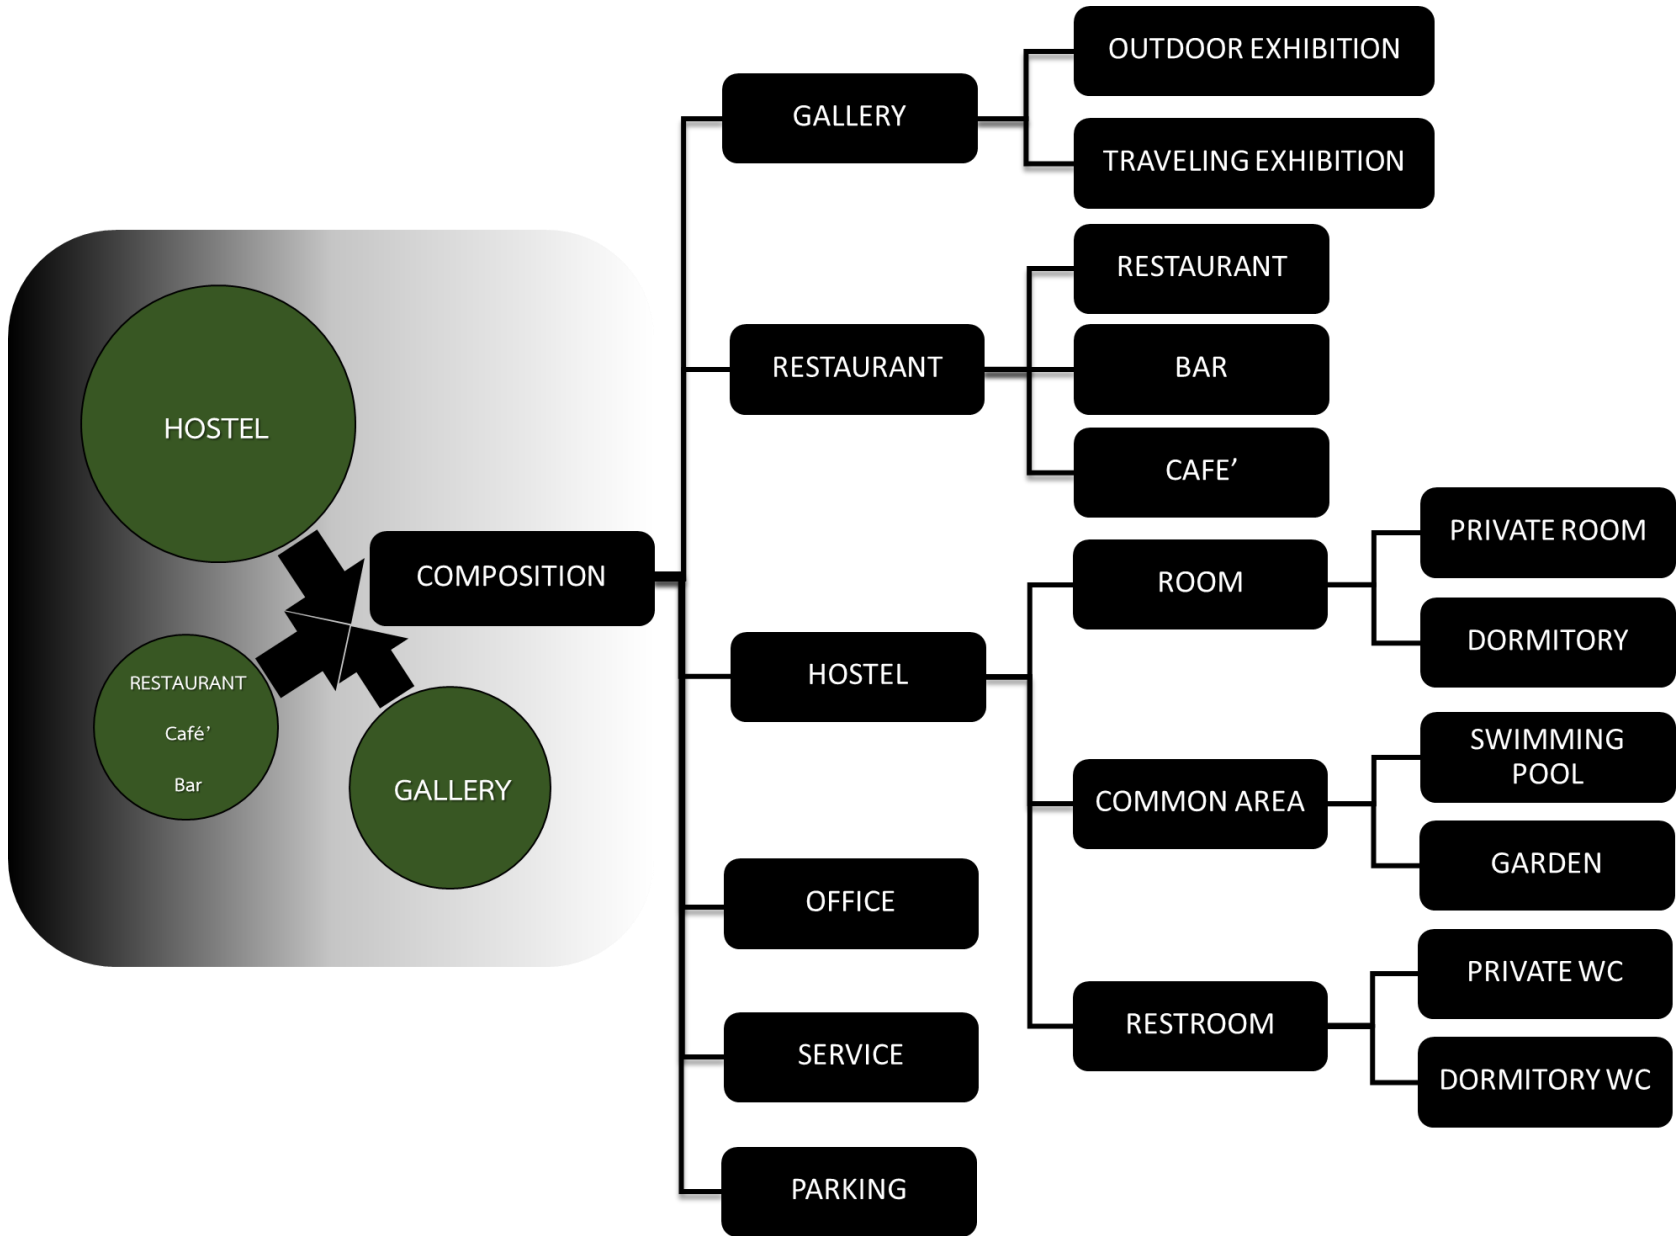 OUTDOOR EXHIBITION
GALLERY
TRAVELING EXHIBITION
RESTAURANT
RESTAURANT
BAR
CAFE’
HOSTEL
COMPOSITION
RESTAURANT
Café’
Bar
GALLERY
HOSTEL
ROOM
PRIVATE ROOM
DORMITORY
COMMON AREA
SWIMMING
POOL
GARDEN
RESTROOM
PRIVATE WC
DORMITORY WC
OFFICE
SERVICE
PARKING